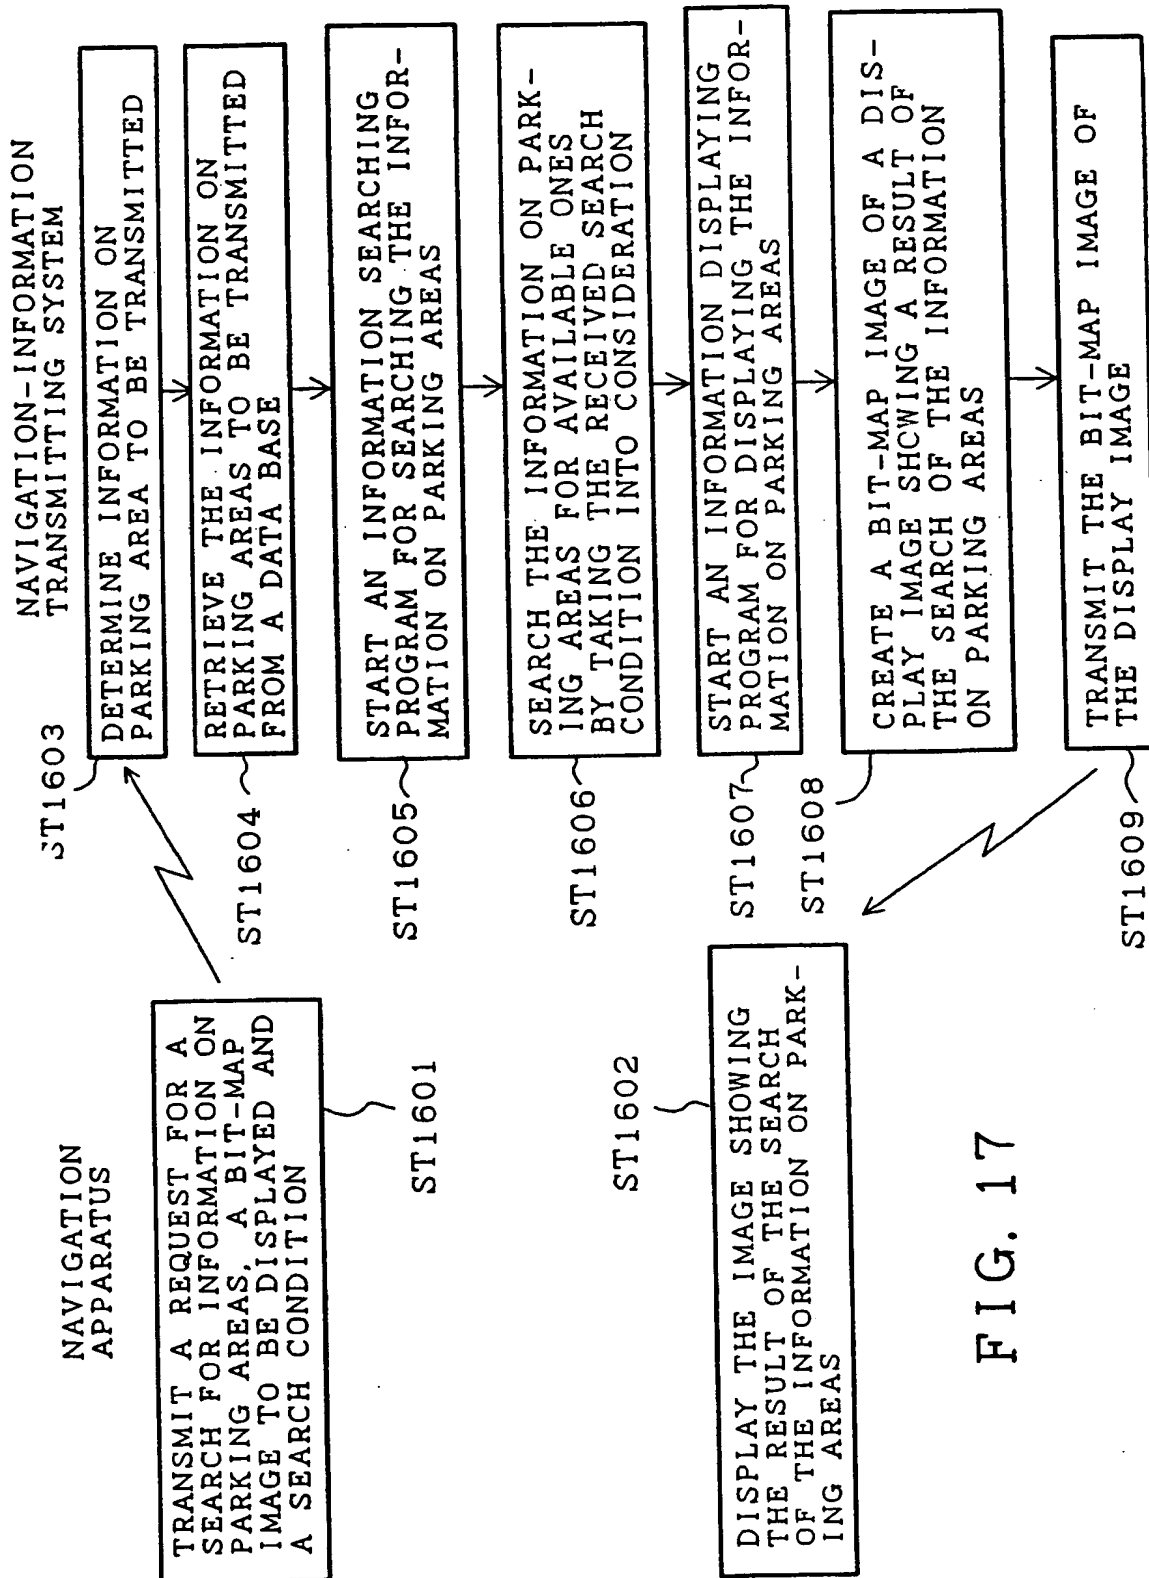 NAVIGATION
APPARATUS
TRANSMIT A REQUEST FOR A
SEARCH FOR INFORMATION ON
PARKING AREAS, A BIT-MAP
IMAGE TO BE DISPLAYED AND
A SEARCH CONDITION
ST1601
ST1602
DISPLAY THE IMAGE SHOWING
THE RESULT OF THE SEARCH
OF THE INFORMATION ON PARK-
ING AREAS
NAVIGATION-INFORMATION
TRANSMITTING SYSTEM
ST1603
DETERMINE INFORMATION ON
PARKING AREA TO BE TRANSMITTED
ST1604
RETRIEVE THE INFORMATION ON
PARKING AREAS TO BE TRANSMITTED
FROM A DATA BASE
ST1605
START AN INFORMATION SEARCHING
PROGRAM FOR SEARCHING THE INFOR-
MATION ON PARKING AREAS
ST1606
SEARCH THE INFORMATION ON PARK-
ING AREAS FOR AVAILABLE ONES
BY TAKING THE RECEIVED SEARCH
CONDITION INTO CONSIDERATION
ST1607
START AN INFORMATION DISPLAYING
PROGRAM FOR DISPLAYING THE INFOR-
MATION ON PARKING AREAS
ST1608
CREATE A BIT-MAP IMAGE OF A DIS-
PLAY IMAGE SHCWING A RESULT OF
THE SEARCH OF THE INFORMATION
ON PARKING AREAS
ST1609
TRANSMIT THE BIT-MAP IMAGE OF
THE DISPLAY IMAGE
FIG. 17